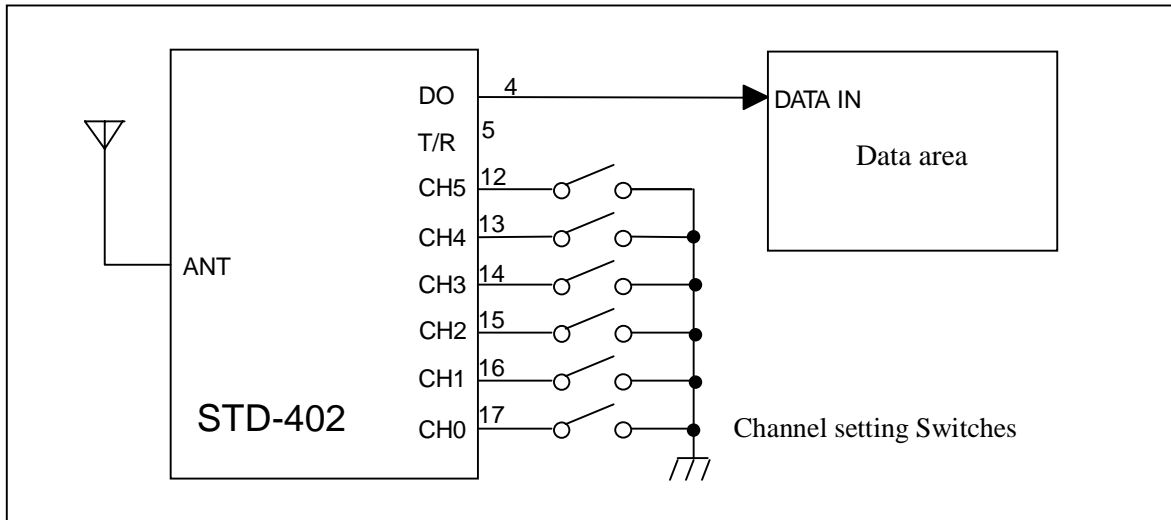 DO 4
DATA IN
T/R 5
Data area
CH5 12
CH4 13
CH3 14
ANT
CH2 15
CH1 16
STD-402
CH0 17
Channel setting Switches